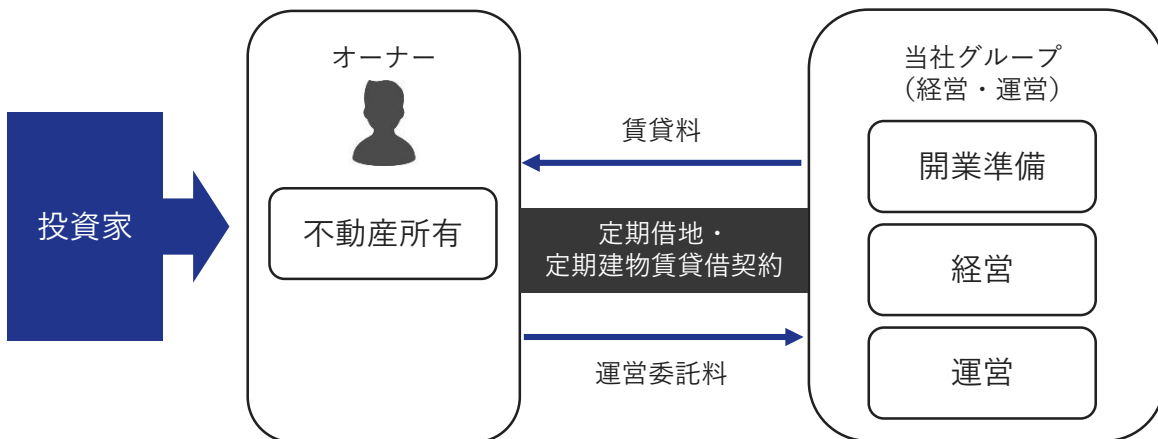 投資家
オーナー
不動産所有
賃貸料
定期借地・
定期建物賃貸借契約
運営委託料
当社グループ
（経営・運営）
開業準備
経営
運営